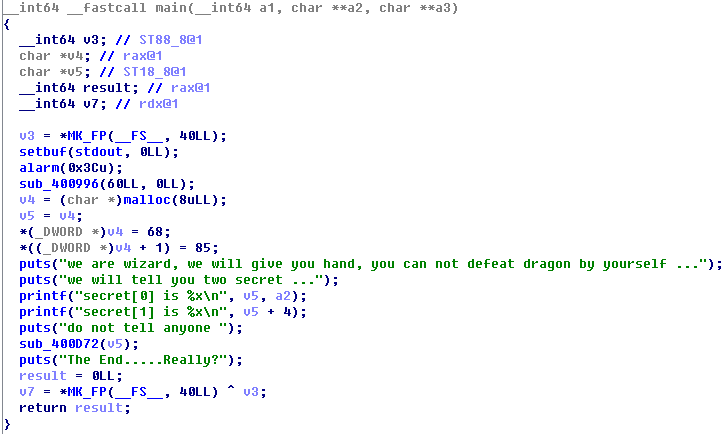 __int64 __fastcall main(__int64 a1, char **a2, char **a3)
{
  __int64 v3; // ST88_8@1
  char *v4; // rax@1
  char *v5; // ST18_8@1
  __int64 result; // rax@1
  __int64 v7; // rdx@1

  v3 = *MK_FP(__FS__, 40LL);
  setbuf(stdout, 0LL);
  alarm(0x3Cu);
  sub_400996(60LL, 0LL);
  v4 = (char *)malloc(8uLL);
  v5 = v4;
  *(_DWORD *)v4 = 68;
  *((_DWORD *)v4 + 1) = 85;
  puts("we are wizard, we will give you hand, you can not defeat dragon by yourself ...");
  puts("we will tell you two secret ...");
  printf("secret[0] is %x\n", v5, a2);
  printf("secret[1] is %x\n", v5 + 4);
  puts("do not tell anyone ");
  sub_400D72(v5);
  puts("The End.....Really?");
  result = 0LL;
  v7 = *MK_FP(__FS__, 40LL) ^ v3;
  return result;
}